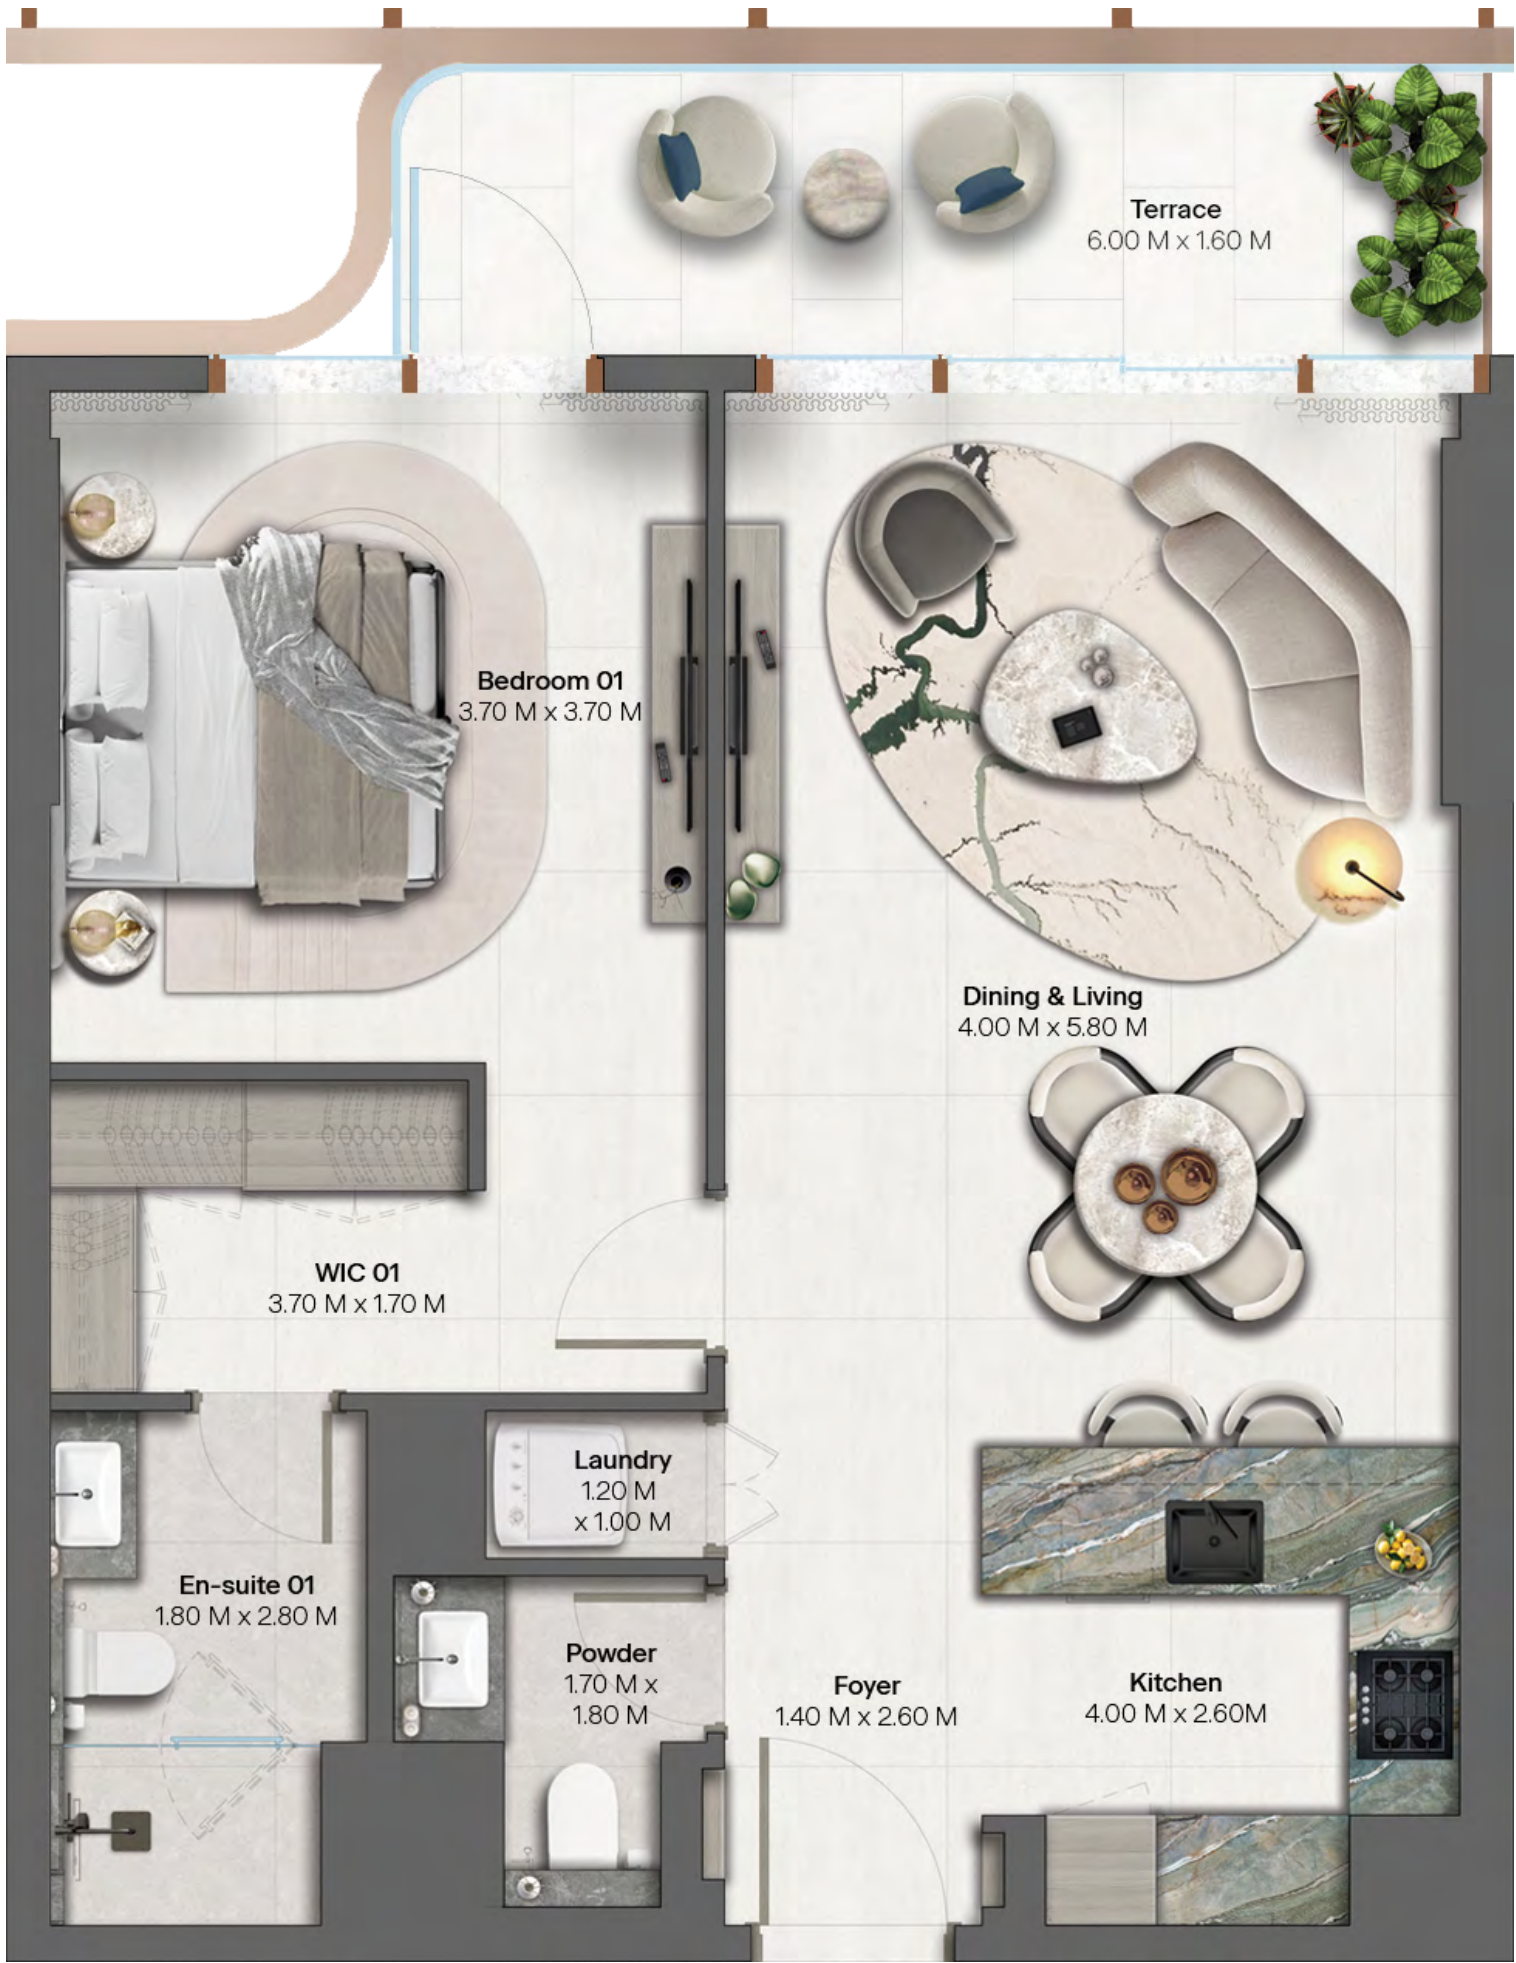 Terrace
6.00 M x 1.60 M
Bedroom 01
3.70 M x 3.70 M
Dining & Living
4.00 M x 5.80 M
WIC 01
3.70 M x 1.70 M
Laundry
1.20 M
x 1.00 M
En-suite 01
1.80 M x 2.80 M
Powder
1.70 M x
1.80 M
Foyer
1.40 M x 2.60 M
Kitchen
4.00 M x 2.60M